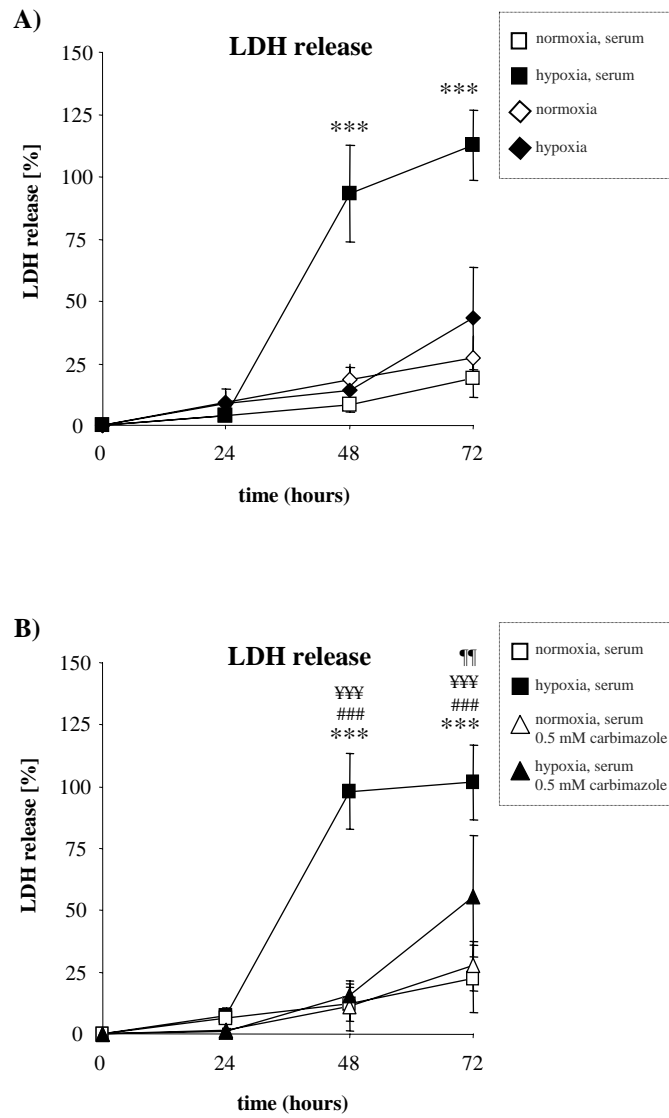 A)
LDH release
150
125
100
75
50
25
0
LDH release [%]
***
***
0 24 48 72
time (hours)
normoxia, serum
hypoxia, serum
normoxia
hypoxia
B)
LDH release
150
125
100
75
50
25
0
LDH release [%]
¥¥¥
###
***
¶¶
¥¥¥
###
***
0 24 48 72
time (hours)
normoxia, serum
hypoxia, serum
normoxia, serum
0.5 mM carbimazole
hypoxia, serum
0.5 mM carbimazole